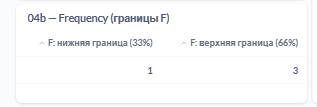 04b — Frequency (границы F)
F: нижняя граница (33%) F: верхняя граница (66%)
1 3